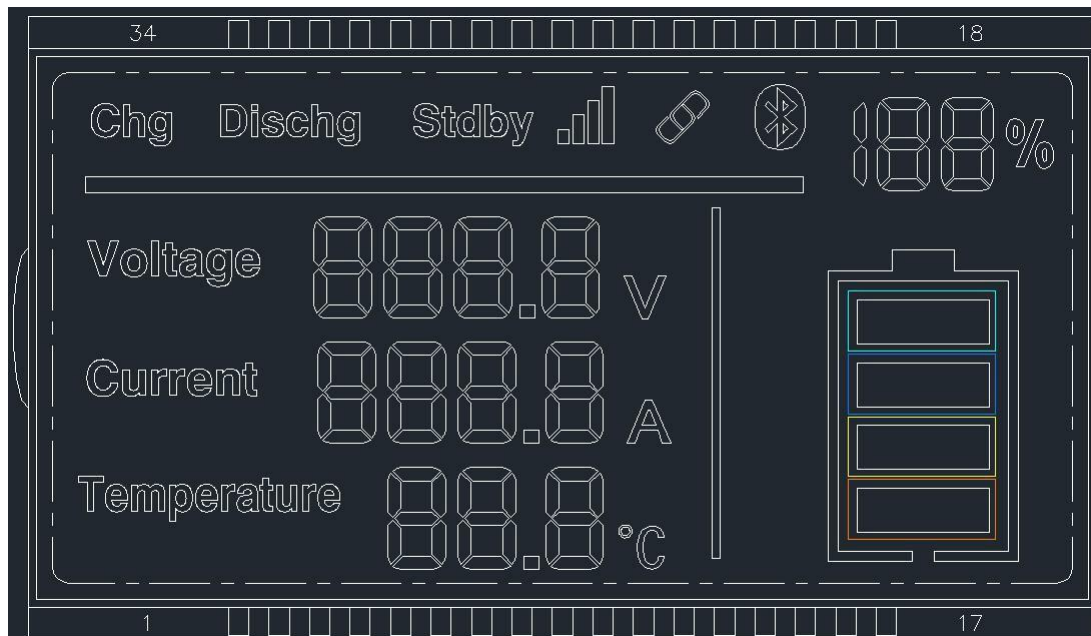 34 18
Chg Dischg Stdby 188%
Voltage 888.8 V
Current 888.8 A
Temperature 88.8 °C
1 17